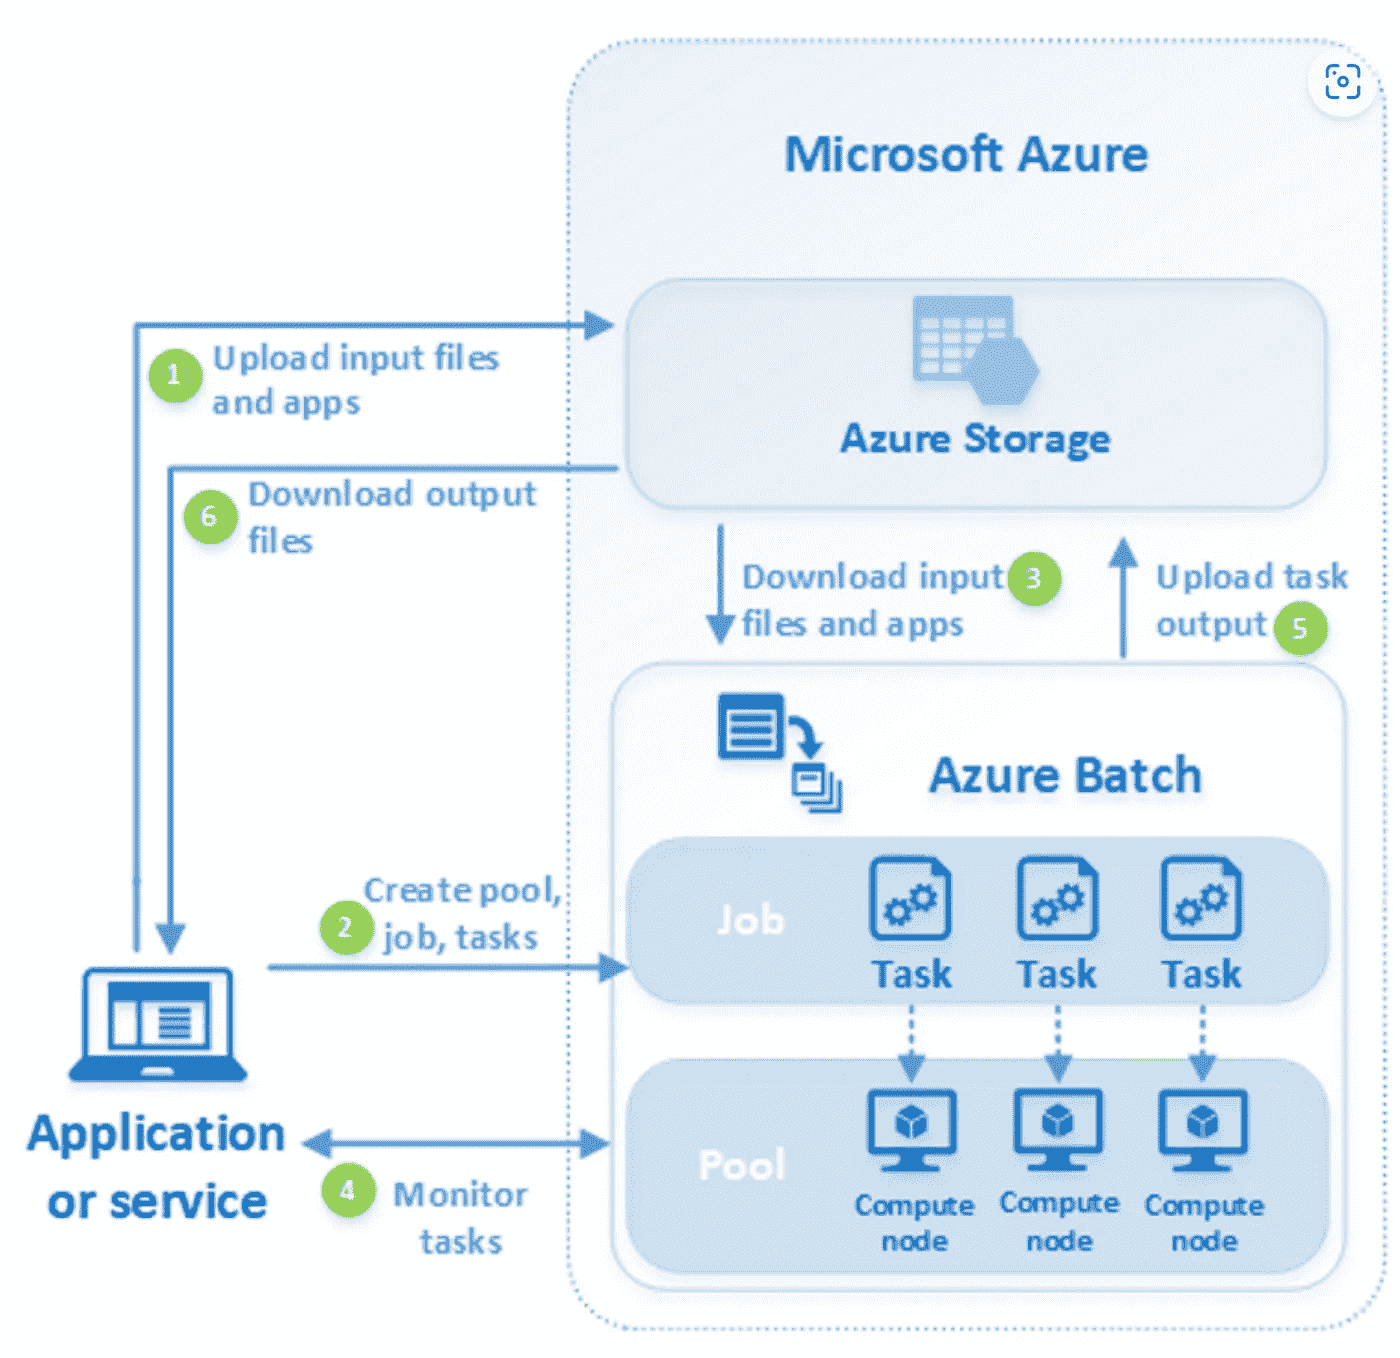 Microsoft Azure
1
Upload input files
and apps
Azure Storage
6
Download output
files
Download input
files and apps
3
Upload task
output
5
Azure Batch
2
Create pool,
job, tasks
Job
Task
Task
Task
Application
or service
4
Monitor
tasks
Pool
Compute
node
Compute
node
Compute
node